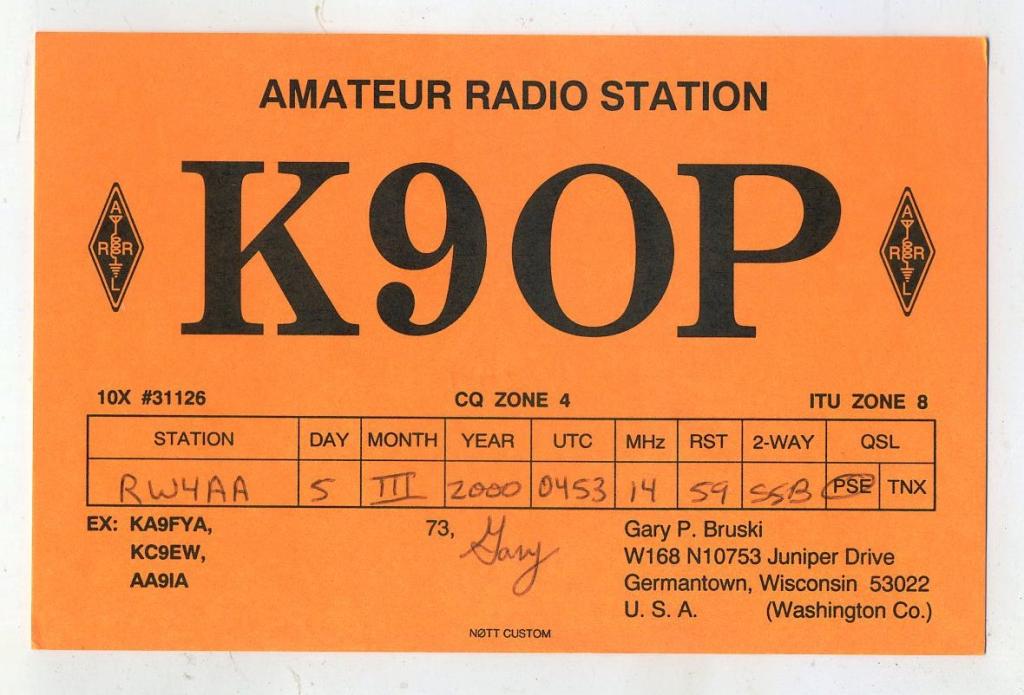 AMATEUR RADIO STATION
K9OP
A R R L
A R R L
10X #31126 CQ ZONE 4 ITU ZONE 8
STATION DAY MONTH YEAR UTC MHz RST 2-WAY QSL
RW4AA 5 III 2000 0453 14 59 SSB PSE TNX
EX: KA9FYA, 73, Gary Gary P. Bruski
KC9EW, W168 N10753 Juniper Drive
AA9IA Germantown, Wisconsin 53022
U. S. A. (Washington Co.)
NØTT CUSTOM